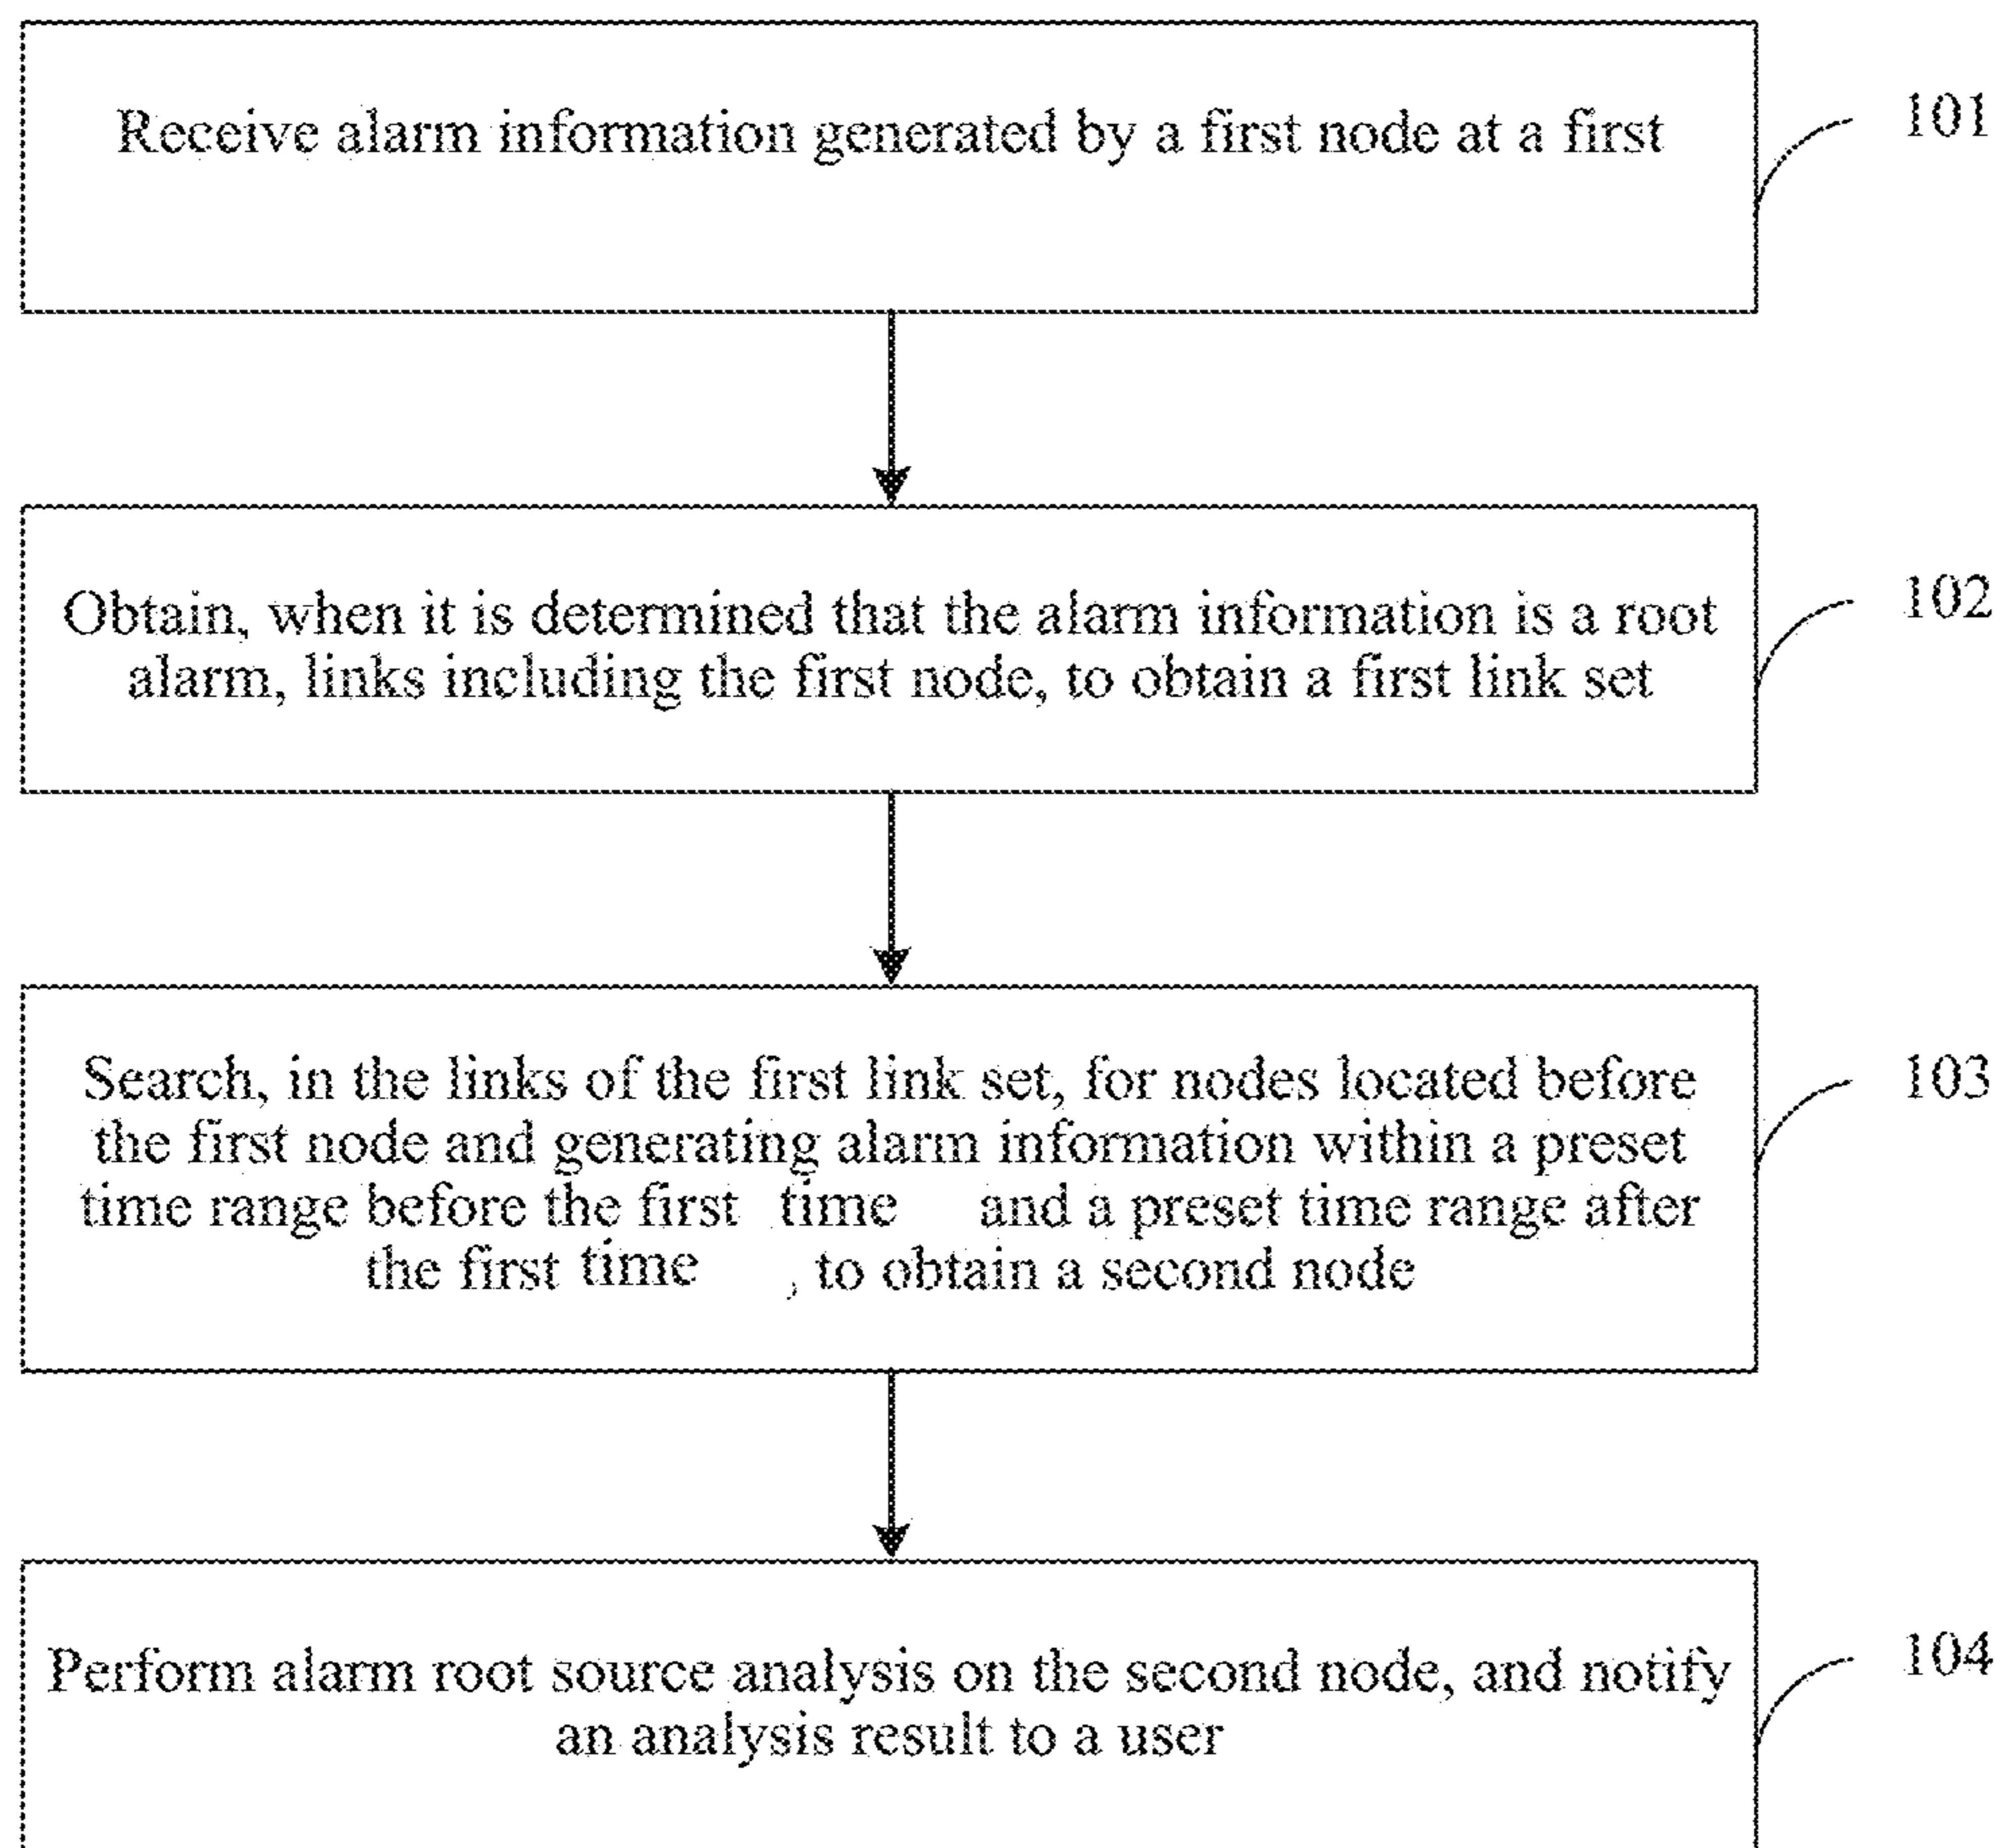 Receive alarm information generated by a first node at a first
101
Obtain, when it is determined that the alarm information is a root
alarm, links including the first node, to obtain a first link set
102
Search, in the links of the first link set, for nodes located before
the first node and generating alarm information within a preset
time range before the first time and a preset time range after
the first time , to obtain a second node
103
Perform alarm root source analysis on the second node, and notify
an analysis result to a user
104